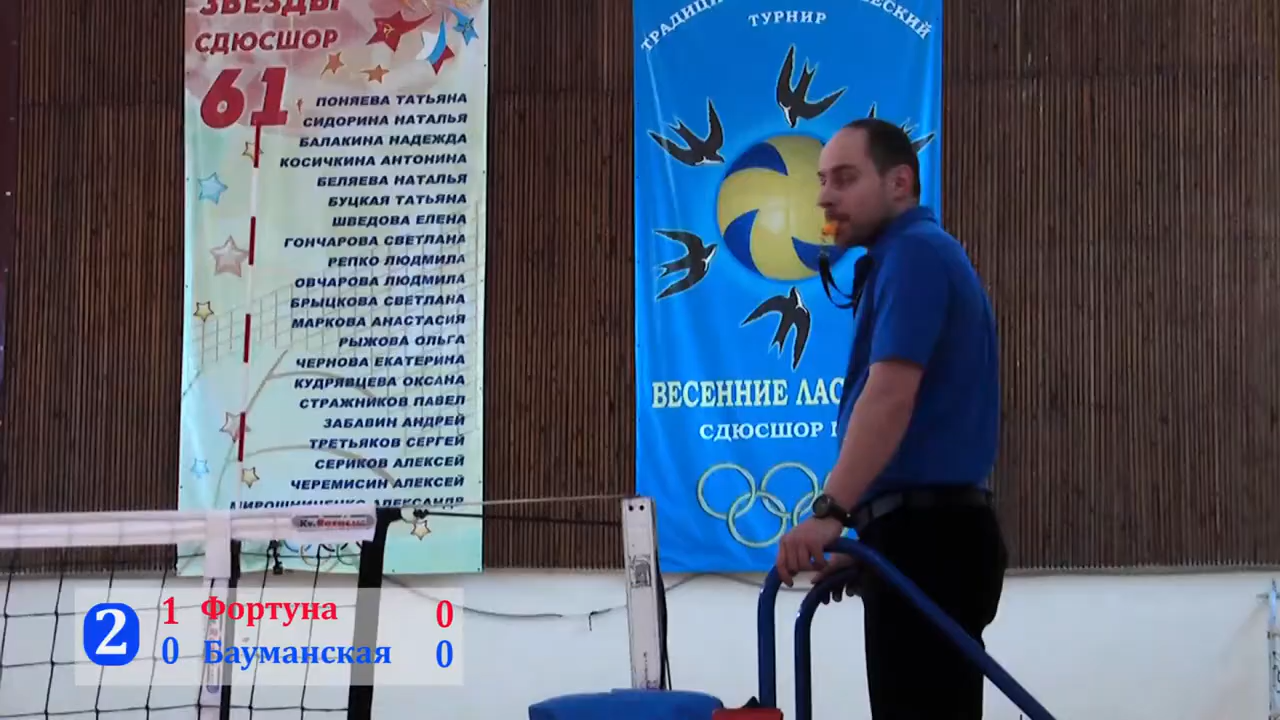 ЗВЕЗДЫ
СДЮСШОР
61
ПОНЯЕВА ТАТЬЯНА
СИДОРИНА НАТАЛЬЯ
БАЛАКИНА НАДЕЖДА
КОСИЧКИНА АНТОНИНА
БЕЛЯЕВА НАТАЛЬЯ
БУЦКАЯ ТАТЬЯНА
ШВЕДОВА ЕЛЕНА
ГОНЧАРОВА СВЕТЛАНА
РЕПКО ЛЮДМИЛА
ОВЧАРОВА ЛЮДМИЛА
БРЫЦКОВА СВЕТЛАНА
МАРКОВА АНАСТАСИЯ
РЫЖОВА ОЛЬГА
ЧЕРНОВА ЕКАТЕРИНА
КУДРЯВЦЕВА ОКСАНА
СТРАЖНИКОВ ПАВЕЛ
ЗАБАВИН АНДРЕЙ
ТРЕТЬЯКОВ СЕРГЕЙ
СЕРИКОВ АЛЕКСЕЙ
ЧЕРЕМИСИН АЛЕКСЕЙ
МИРОШНИЧЕНКО АЛЕКСАНДР
ТУРНИР
ВЕСЕННИЕ ЛАС
СДЮСШОР
2
1 Фортуна 0
0 Бауманская 0